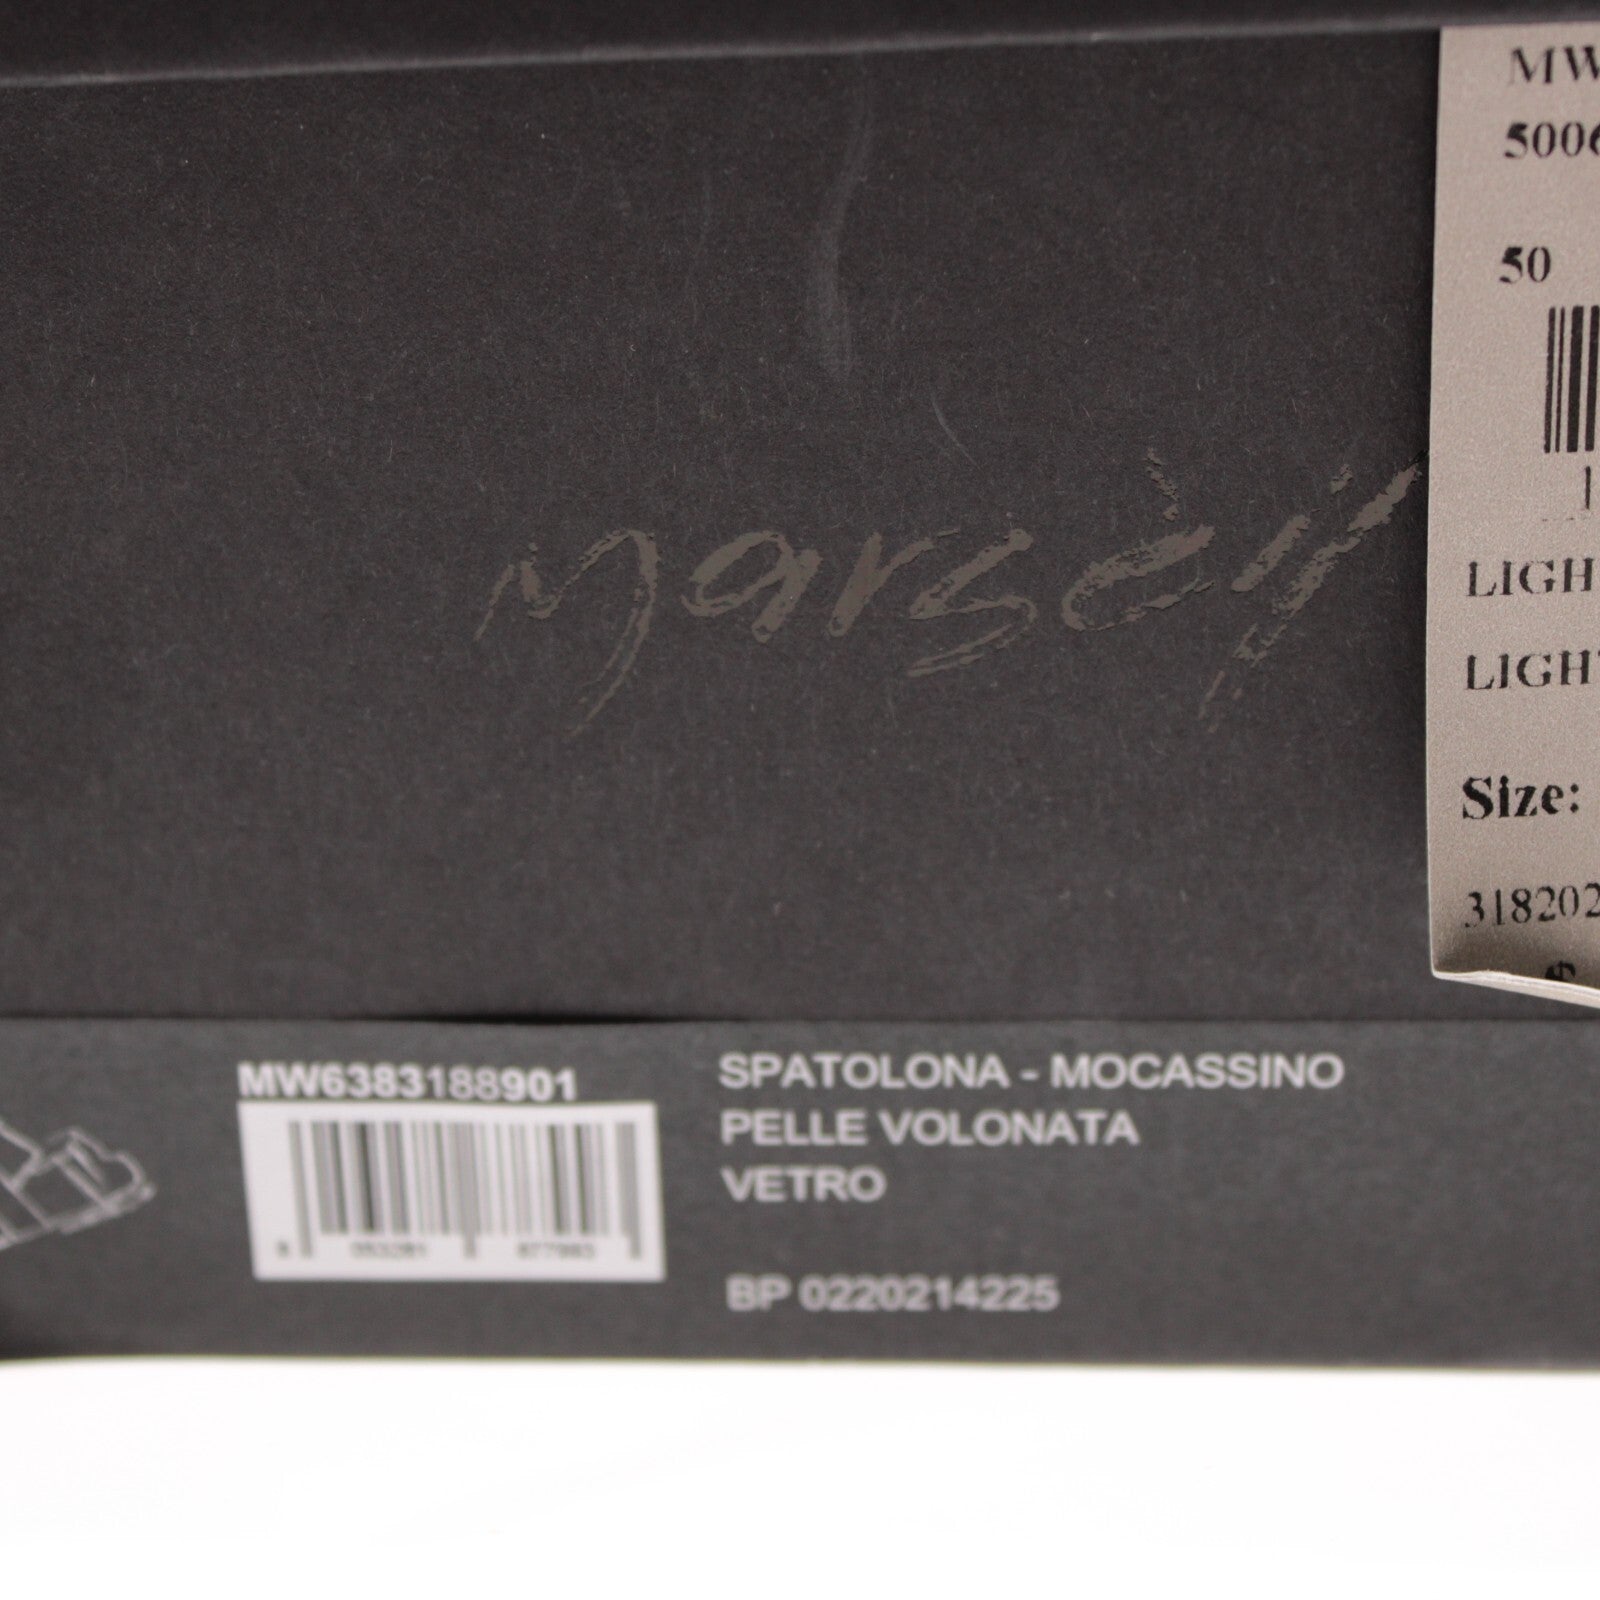 Marsèll
MW
5006
50
LIGH
LIGH
Size:
318202
$
MW6383188901
SPATOLONA - MOCASSINO
PELLE VOLONATA
VETRO
BP 0220214225